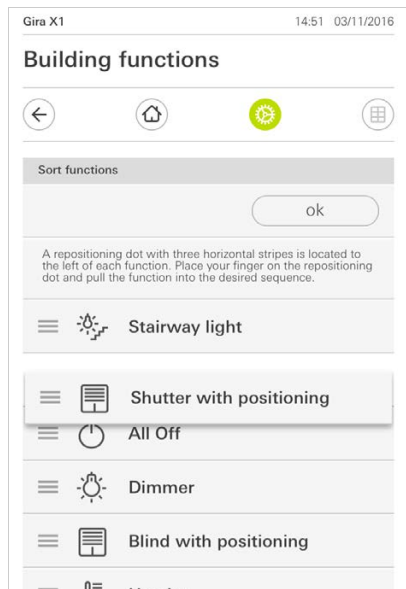 Gira X1 14:51 03/11/2016
Building functions
Sort functions
ok
A repositioning dot with three horizontal stripes is located to
the left of each function. Place your finger on the repositioning
dot and pull the function into the desired sequence.
Stairway light
Shutter with positioning
All Off
Dimmer
Blind with positioning